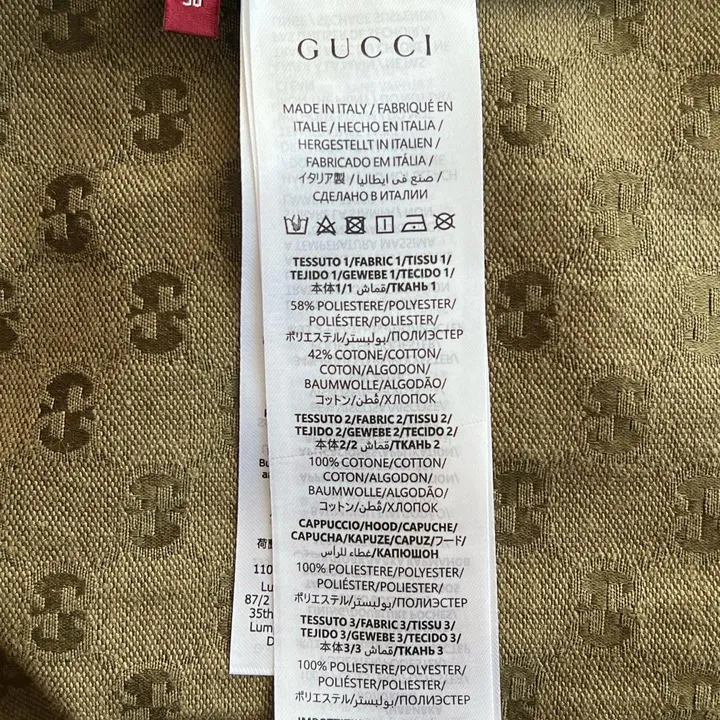 GUCCI
MADE IN ITALY / FABRIQUÉ EN
ITALIE / HECHO EN ITALIA /
HERGESTELLT IN ITALIEN /
FABRICADO EM ITÁLIA /
イタリア製 / صنع في ايطاليا /
СДЕЛАНО В ИТАЛИИ
TESSUTO 1/FABRIC 1/TISSU 1/
TEJIDO 1/GEWEBE 1/TECIDO 1/
本体1/1 قماش/ТКАНЬ 1
58% POLIESTERE/POLYESTER/
POLIÉSTER/POLIESTER/
ポリエステル/بوليستر/ПОЛИЭСТЕР
42% COTONE/COTTON/
COTON/ALGODON/
BAUMWOLLE/ALGODÃO/
コットン/قطن/ХЛОПОК
TESSUTO 2/FABRIC 2/TISSU 2/
TEJIDO 2/GEWEBE 2/TECIDO 2/
本体2/2 قماش/ТКАНЬ 2
100% COTONE/COTTON/
COTON/ALGODON/
BAUMWOLLE/ALGODÃO/
コットン/قطن/ХЛОПОК
CAPPUCCIO/HOOD/CAPUCHE/
CAPUCHA/KAPUZE/CAPUZ/フード/
غطاء للرأس/КАПЮШОН
100% POLIESTERE/POLYESTER/
POLIÉSTER/POLIESTER/
ポリエステル/بوليستر/ПОЛИЭСТЕР
TESSUTO 3/FABRIC 3/TISSU 3/
TEJIDO 3/GEWEBE 3/TECIDO 3/
本体3/3 قماش/ТКАНЬ 3
100% POLIESTERE/POLYESTER/
POLIÉSTER/POLIESTER/
ポリエステル/بوليستر/ПОЛИЭСТЕР
110
87/2
35th